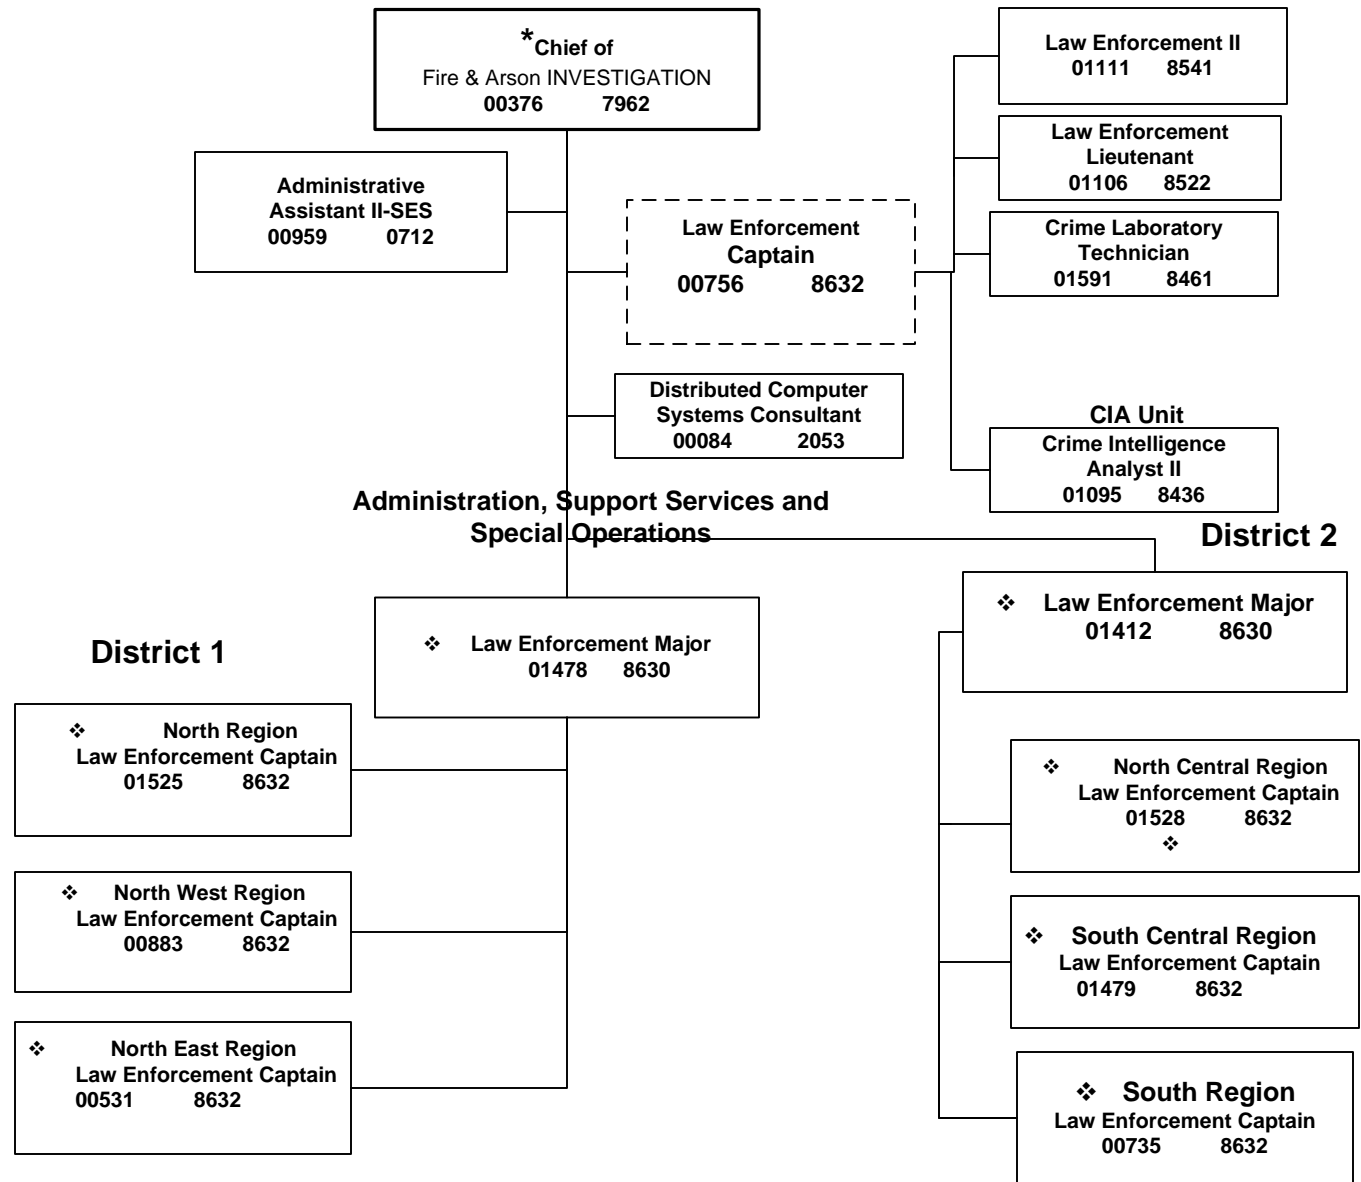 *Chief of
Fire & Arson INVESTIGATION
00376 7962
Administrative
Assistant II-SES
00959 0712
Law Enforcement
Captain
00756 8632
Law Enforcement II
01111 8541
Law Enforcement
Lieutenant
01106 8522
Crime Laboratory
Technician
01591 8461
CIA Unit
Crime Intelligence
Analyst II
01095 8436
Distributed Computer
Systems Consultant
00084 2053
Administration, Support Services and
Special Operations
District 1
❖ Law Enforcement Major
01478 8630
❖ North Region
Law Enforcement Captain
01525 8632
❖ North West Region
Law Enforcement Captain
00883 8632
❖ North East Region
Law Enforcement Captain
00531 8632
District 2
❖ Law Enforcement Major
01412 8630
❖ North Central Region
Law Enforcement Captain
01528 8632
❖
❖ South Central Region
Law Enforcement Captain
01479 8632
❖ South Region
Law Enforcement Captain
00735 8632